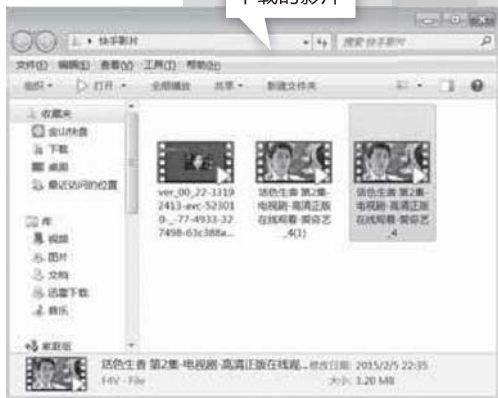 下载的影片
快手影片
搜索 快手影片
文件(F) 编辑(E) 查看(V) 工具(T) 帮助(H)
组织 打开 全部播放 共享 新建文件夹
收藏夹
金山快盘
下载
桌面
最近访问的位置
库
视频
图片
文档
迅雷下载
音乐
家庭组
ver_00_22-3319
2413-avc-52301
0-_-77-4933-32
7498-63c388a...
活色生香 第2集-
电视剧-高清正版
在线观看-爱奇艺
_4(1)
活色生香 第2集-
电视剧-高清正版
在线观看-爱奇艺
_4
活色生香 第2集-电视剧-高清正版在线观... 修改日期: 2015/2/5 22:35
F4V - File 大小: 3.20 MB